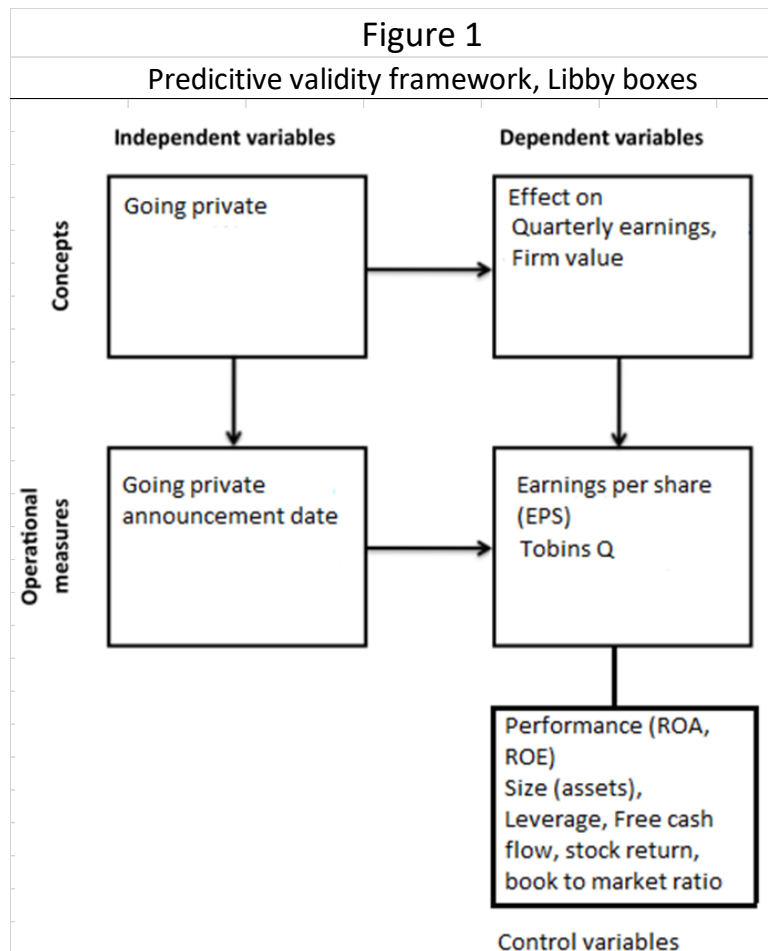 Figure 1
Predicitive validity framework, Libby boxes
Independent variables
Dependent variables
Concepts
Going private
Effect on
Quarterly earnings,
Firm value
Operational
measures
Going private
announcement date
Earnings per share
(EPS)
Tobins Q
Performance (ROA,
ROE)
Size (assets),
Leverage, Free cash
flow, stock return,
book to market ratio
Control variables